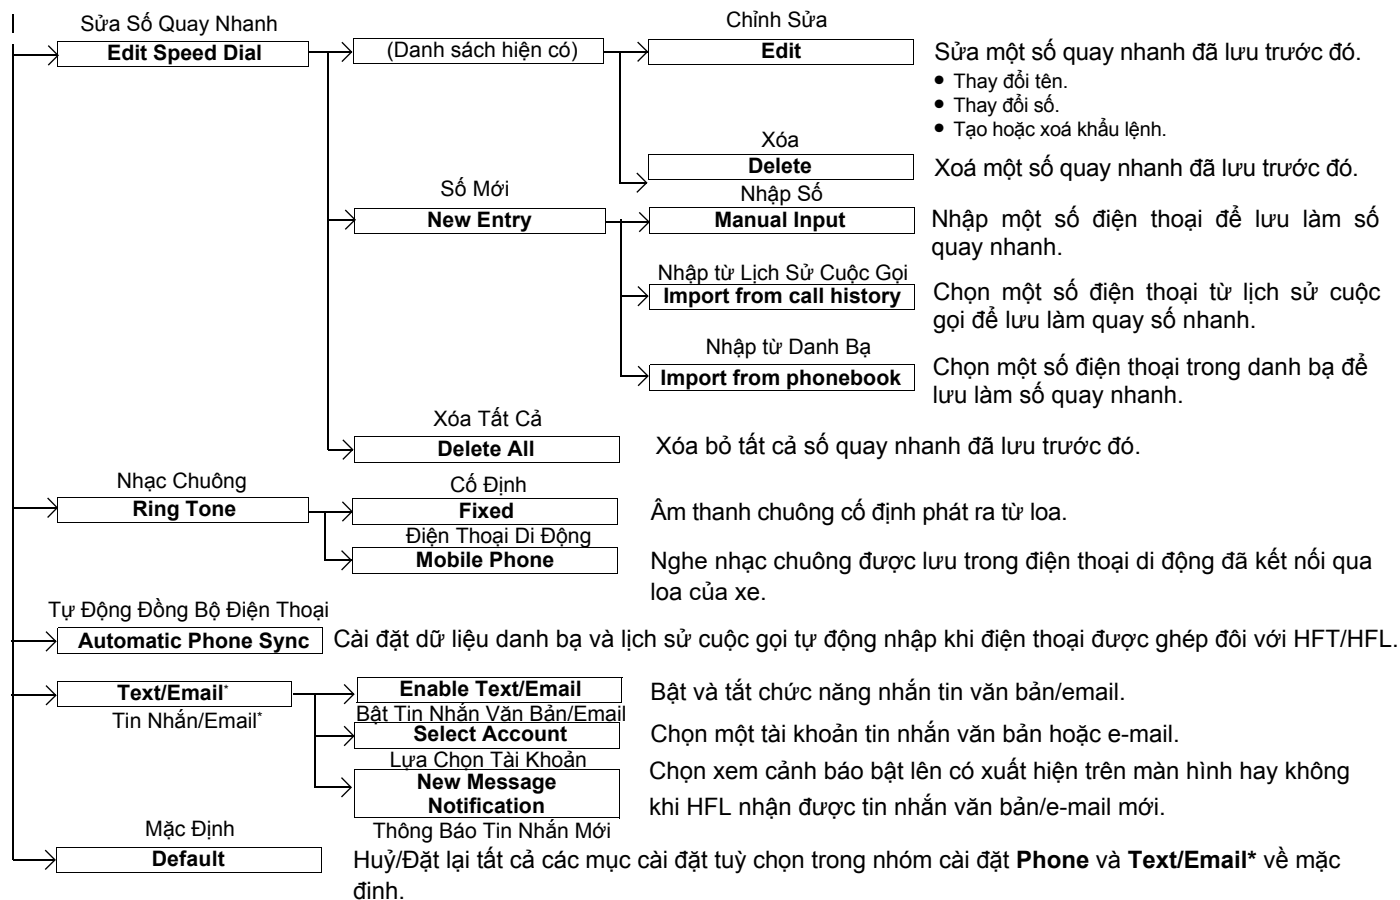 Sửa Số Quay Nhanh
Chỉnh Sửa
Edit Speed Dial
(Danh sách hiện có)
Edit
Sửa một số quay nhanh đã lưu trước đó.
• Thay đổi tên.
• Thay đổi số.
• Tạo hoặc xoá khẩu lệnh.
Xóa
Delete
Xoá một số quay nhanh đã lưu trước đó.
Số Mới
New Entry
Nhập Số
Manual Input
Nhập một số điện thoại để lưu làm số
quay nhanh.
Nhập từ Lịch Sử Cuộc Gọi
Import from call history
Chọn một số điện thoại từ lịch sử cuộc
gọi để lưu làm quay số nhanh.
Nhập từ Danh Bạ
Import from phonebook
Chọn một số điện thoại trong danh bạ để
lưu làm số quay nhanh.
Xóa Tất Cả
Delete All
Xóa bỏ tất cả số quay nhanh đã lưu trước đó.
Nhạc Chuông
Ring Tone
Cố Định
Fixed
Âm thanh chuông cố định phát ra từ loa.
Điện Thoại Di Động
Mobile Phone
Nghe nhạc chuông được lưu trong điện thoại di động đã kết nối qua
loa của xe.
Tự Động Đồng Bộ Điện Thoại
Automatic Phone Sync
Cài đặt dữ liệu danh bạ và lịch sử cuộc gọi tự động nhập khi điện thoại được ghép đôi với HFT/HFL.
Text/Email*
Tin Nhắn/Email*
Enable Text/Email
Bật Tin Nhắn Văn Bản/Email
Bật và tắt chức năng nhắn tin văn bản/email.
Select Account
Lựa Chọn Tài Khoản
Chọn một tài khoản tin nhắn văn bản hoặc e-mail.
New Message
Notification
Thông Báo Tin Nhắn Mới
Chọn xem cảnh báo bật lên có xuất hiện trên màn hình hay không
khi HFL nhận được tin nhắn văn bản/e-mail mới.
Mặc Định
Default
Huỷ/Đặt lại tất cả các mục cài đặt tuỳ chọn trong nhóm cài đặt Phone và Text/Email* về mặc
định.